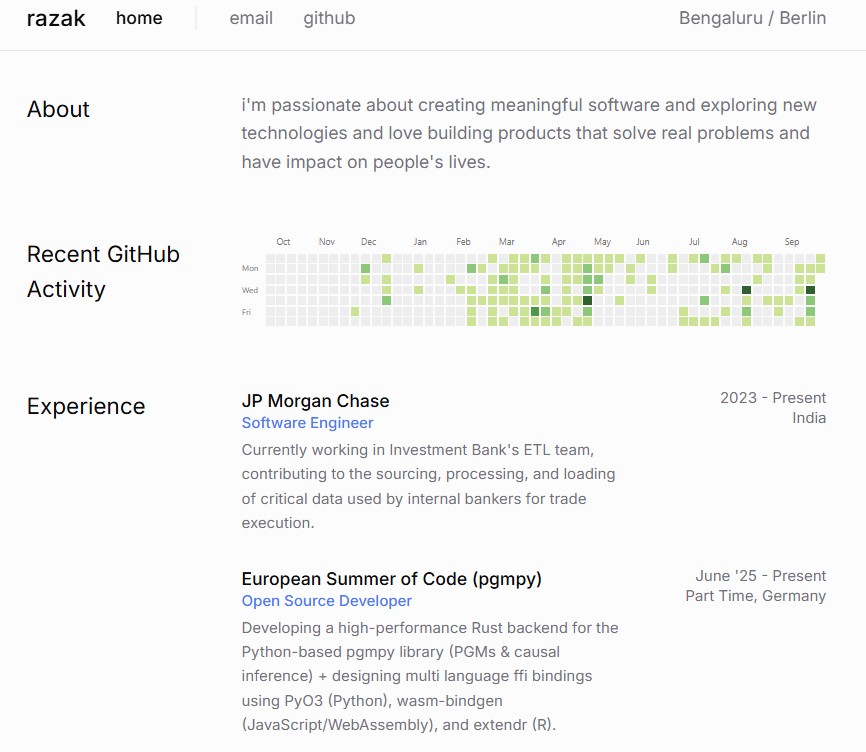 razak home email github Bengaluru / Berlin
About
i'm passionate about creating meaningful software and exploring new
technologies and love building products that solve real problems and
have impact on people's lives.
Recent GitHub
Activity
Oct Nov Dec Jan Feb Mar Apr May Jun Jul Aug Sep
Mon
Wed
Fri
Experience
JP Morgan Chase
Software Engineer
2023 - Present
India
Currently working in Investment Bank's ETL team,
contributing to the sourcing, processing, and loading
of critical data used by internal bankers for trade
execution.
European Summer of Code (pgmpy)
Open Source Developer
June '25 - Present
Part Time, Germany
Developing a high-performance Rust backend for the
Python-based pgmpy library (PGMs & causal
inference) + designing multi language ffi bindings
using PyO3 (Python), wasm-bindgen
(JavaScript/WebAssembly), and extendr (R).